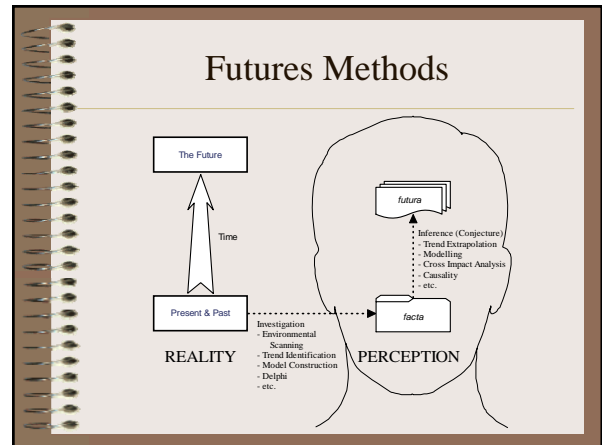 Futures Methods
The Future
Time
Present & Past
REALITY
Investigation
- Environmental
Scanning
- Trend Identification
- Model Construction
- Delphi
- etc.
futura
Inference (Conjecture)
- Trend Extrapolation
- Modelling
- Cross Impact Analysis
- Causality
- etc.
facta
PERCEPTION